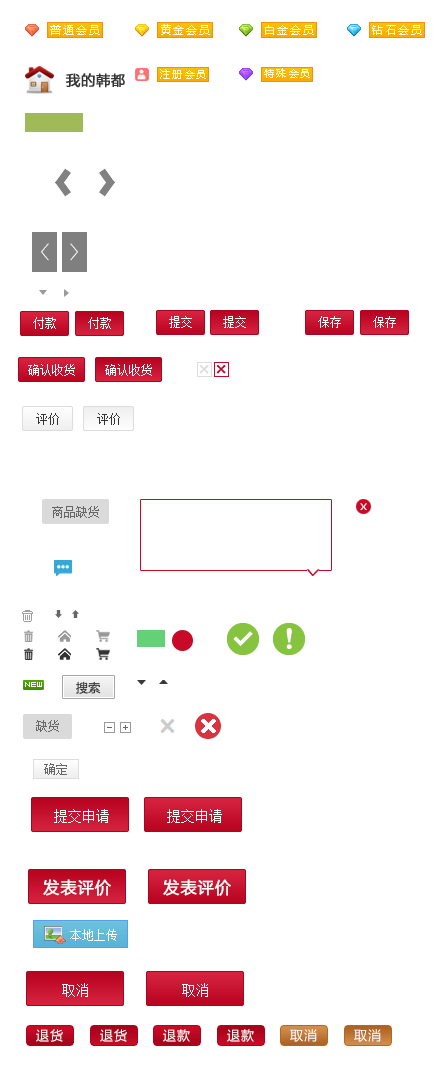 普通会员 黄金会员 白金会员 钻石会员
我的韩都 注册会员 特殊会员
付款 付款 提交 提交 保存 保存
确认收货 确认收货
评价 评价
商品缺货
NEW 搜索
缺货
确定
提交申请 提交申请
发表评价 发表评价
本地上传
取消 取消
退货 退货 退款 退款 取消 取消